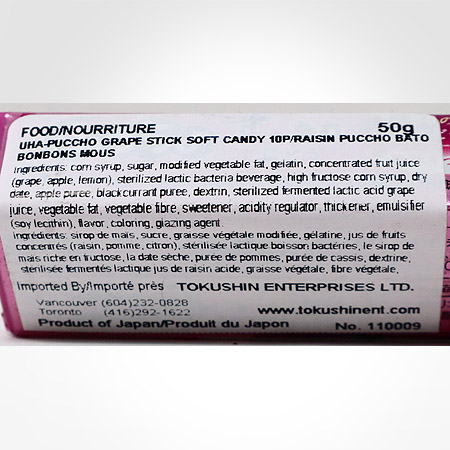 FOOD/NOURRITURE 50g
UHA-PUCCHO GRAPE STICK SOFT CANDY 10P/RAISIN PUCCHO BATO
BONBONS MOUS
Ingredients: corn syrup, sugar, modified vegetable fat, gelatin, concentrated fruit juice
(grape, apple, lemon), sterilized lactic bacteria beverage, high fructose corn syrup, dry
date, apple puree, blackcurrant puree, dextrin, sterilized fermented lactic acid grape
juice, vegetable fat, vegetable fibre, sweetener, acidity regulator, thickener, emulsifier
(soy lecithin), flavor, coloring, glazing agent.
Ingrédients: sirop de maïs, sucre, graisse végétale modifiée, gélatine, jus de fruits
concentrés (raisin, pomme, citron), stérilisée lactique boisson bactéries, le sirop de
maïs riche en fructose, la date sèche, purée de pommes, purée de cassis, dextrine,
stérilisée fermentés lactique jus de raisin acide, graisse végétale, fibre végétale,
Imported By/Importé près TOKUSHIN ENTERPRISES LTD.
Vancouver (604)232-0828
Toronto (416)292-1622 www.tokushinent.com
Product of Japan/Produit du Japon No. 110009